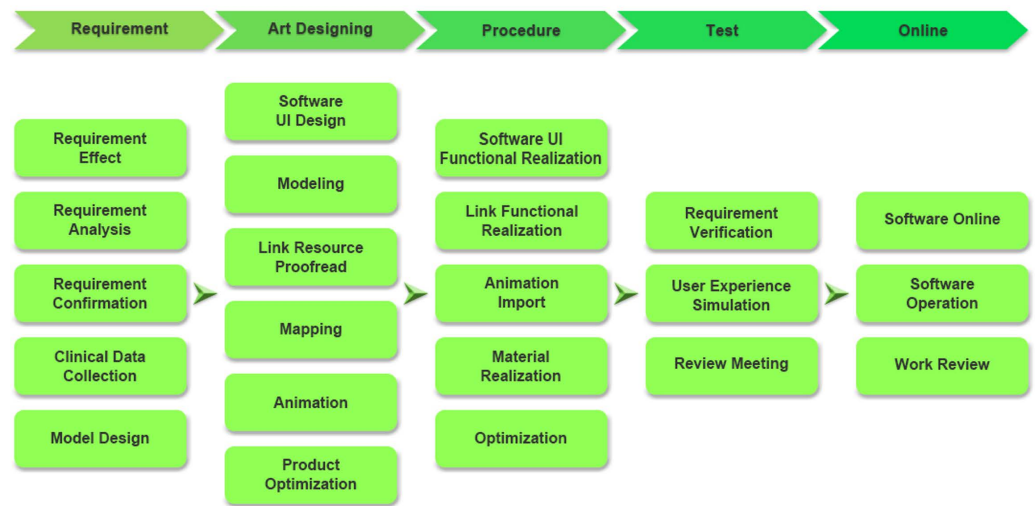 Requirement
Art Designing
Procedure
Test
Online
Requirement
Effect
Requirement
Analysis
Requirement
Confirmation
Clinical Data
Collection
Model Design
Software
UI Design
Modeling
Link Resource
Proofread
Mapping
Animation
Product
Optimization
Software UI
Functional Realization
Link Functional
Realization
Animation
Import
Material
Realization
Optimization
Requirement
Verification
User Experience
Simulation
Review Meeting
Software Online
Software
Operation
Work Review